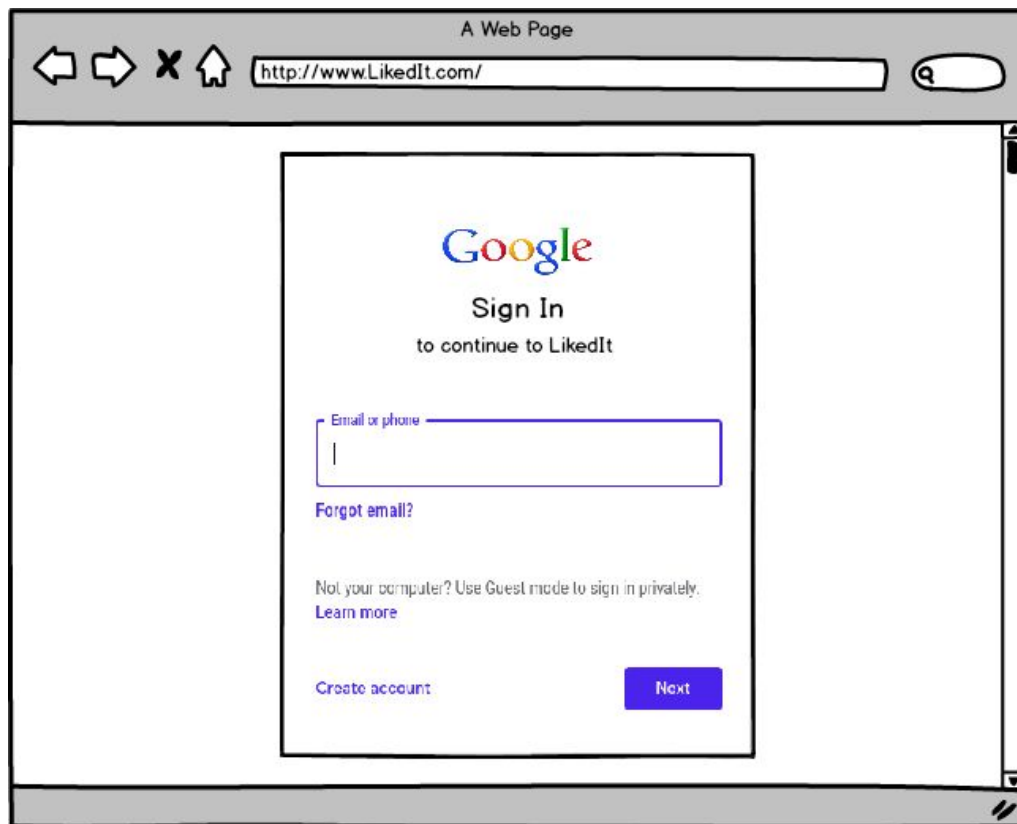 A Web Page
http://www.LikedIt.com/
Google
Sign In
to continue to LikedIt
Email or phone
Forgot email?
Not your computer? Use Guest mode to sign in privately.
Learn more
Create account
Next